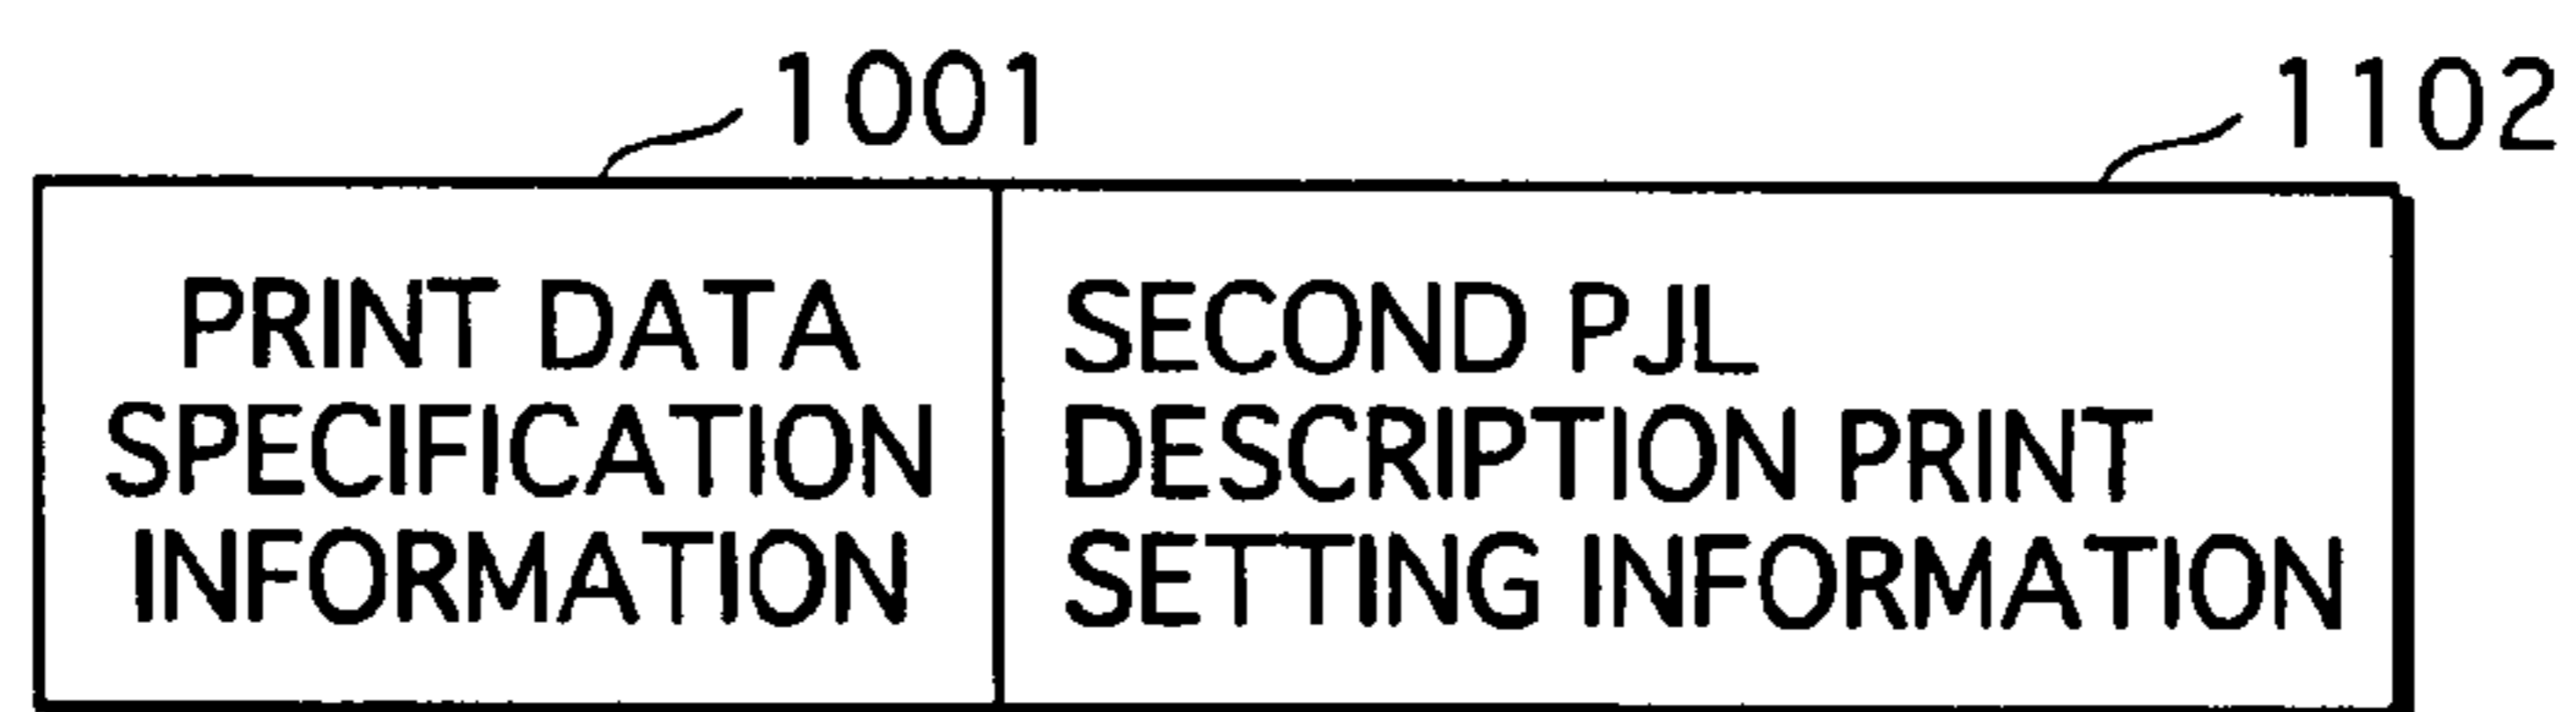 1001
1102
PRINT DATA
SPECIFICATION
INFORMATION
SECOND PJL
DESCRIPTION PRINT
SETTING INFORMATION